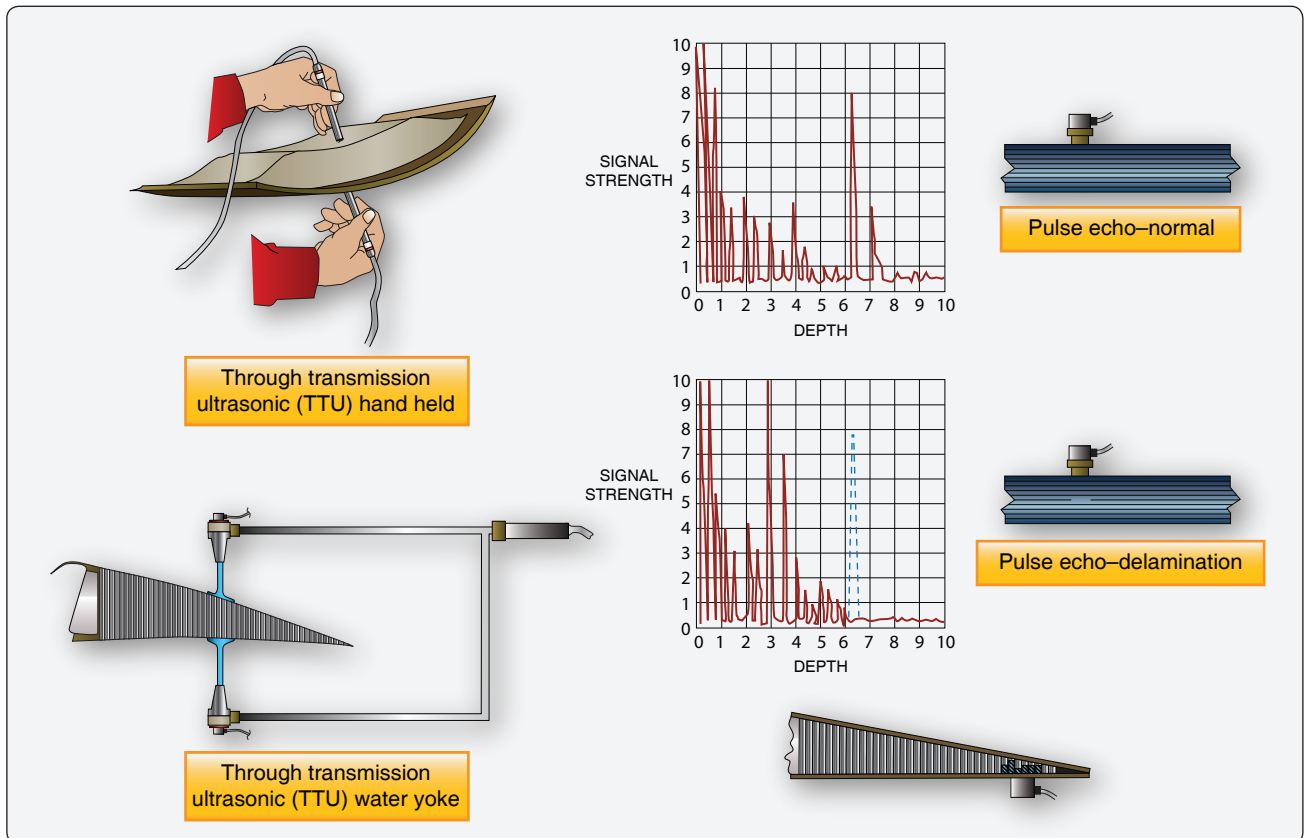 Through transmission
ultrasonic (TTU) hand held
10
9
8
7
6
5
4
3
2
1
0
SIGNAL
STRENGTH
0 1 2 3 4 5 6 7 8 9 10
DEPTH
Pulse echo–normal
10
9
8
7
6
5
4
3
2
1
0
SIGNAL
STRENGTH
0 1 2 3 4 5 6 7 8 9 10
DEPTH
Pulse echo–delamination
Through transmission
ultrasonic (TTU) water yoke